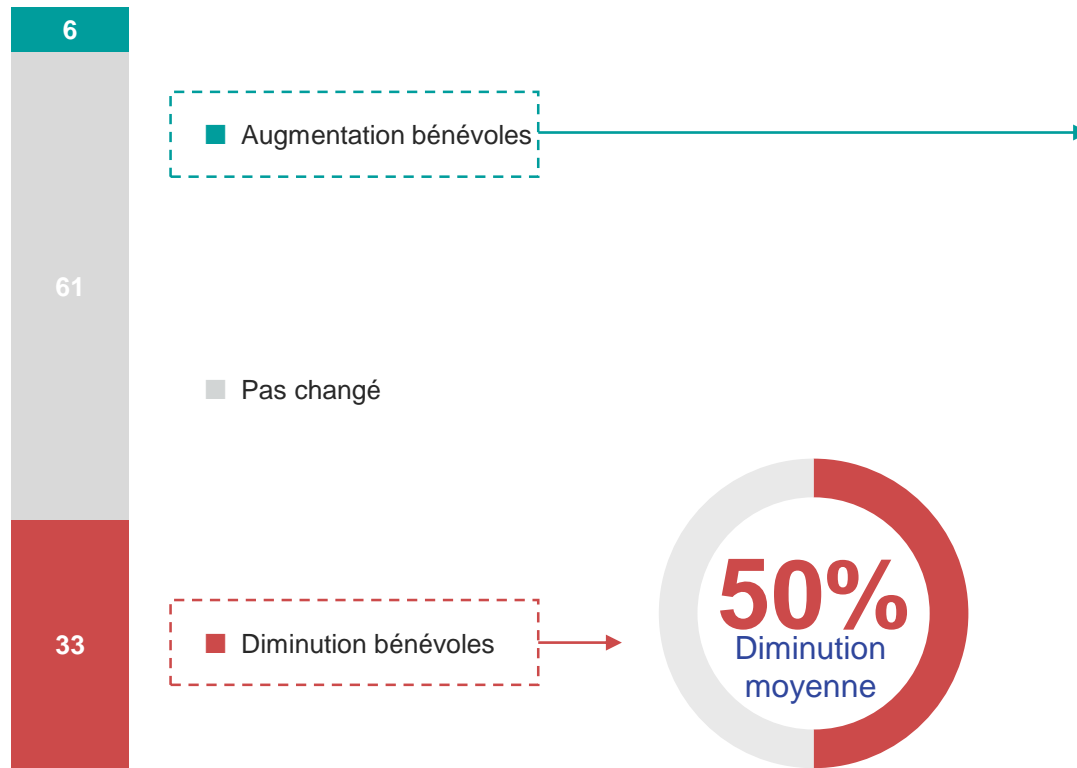 6
Augmentation bénévoles
61
Pas changé
50%
Diminution
moyenne
33
Diminution bénévoles